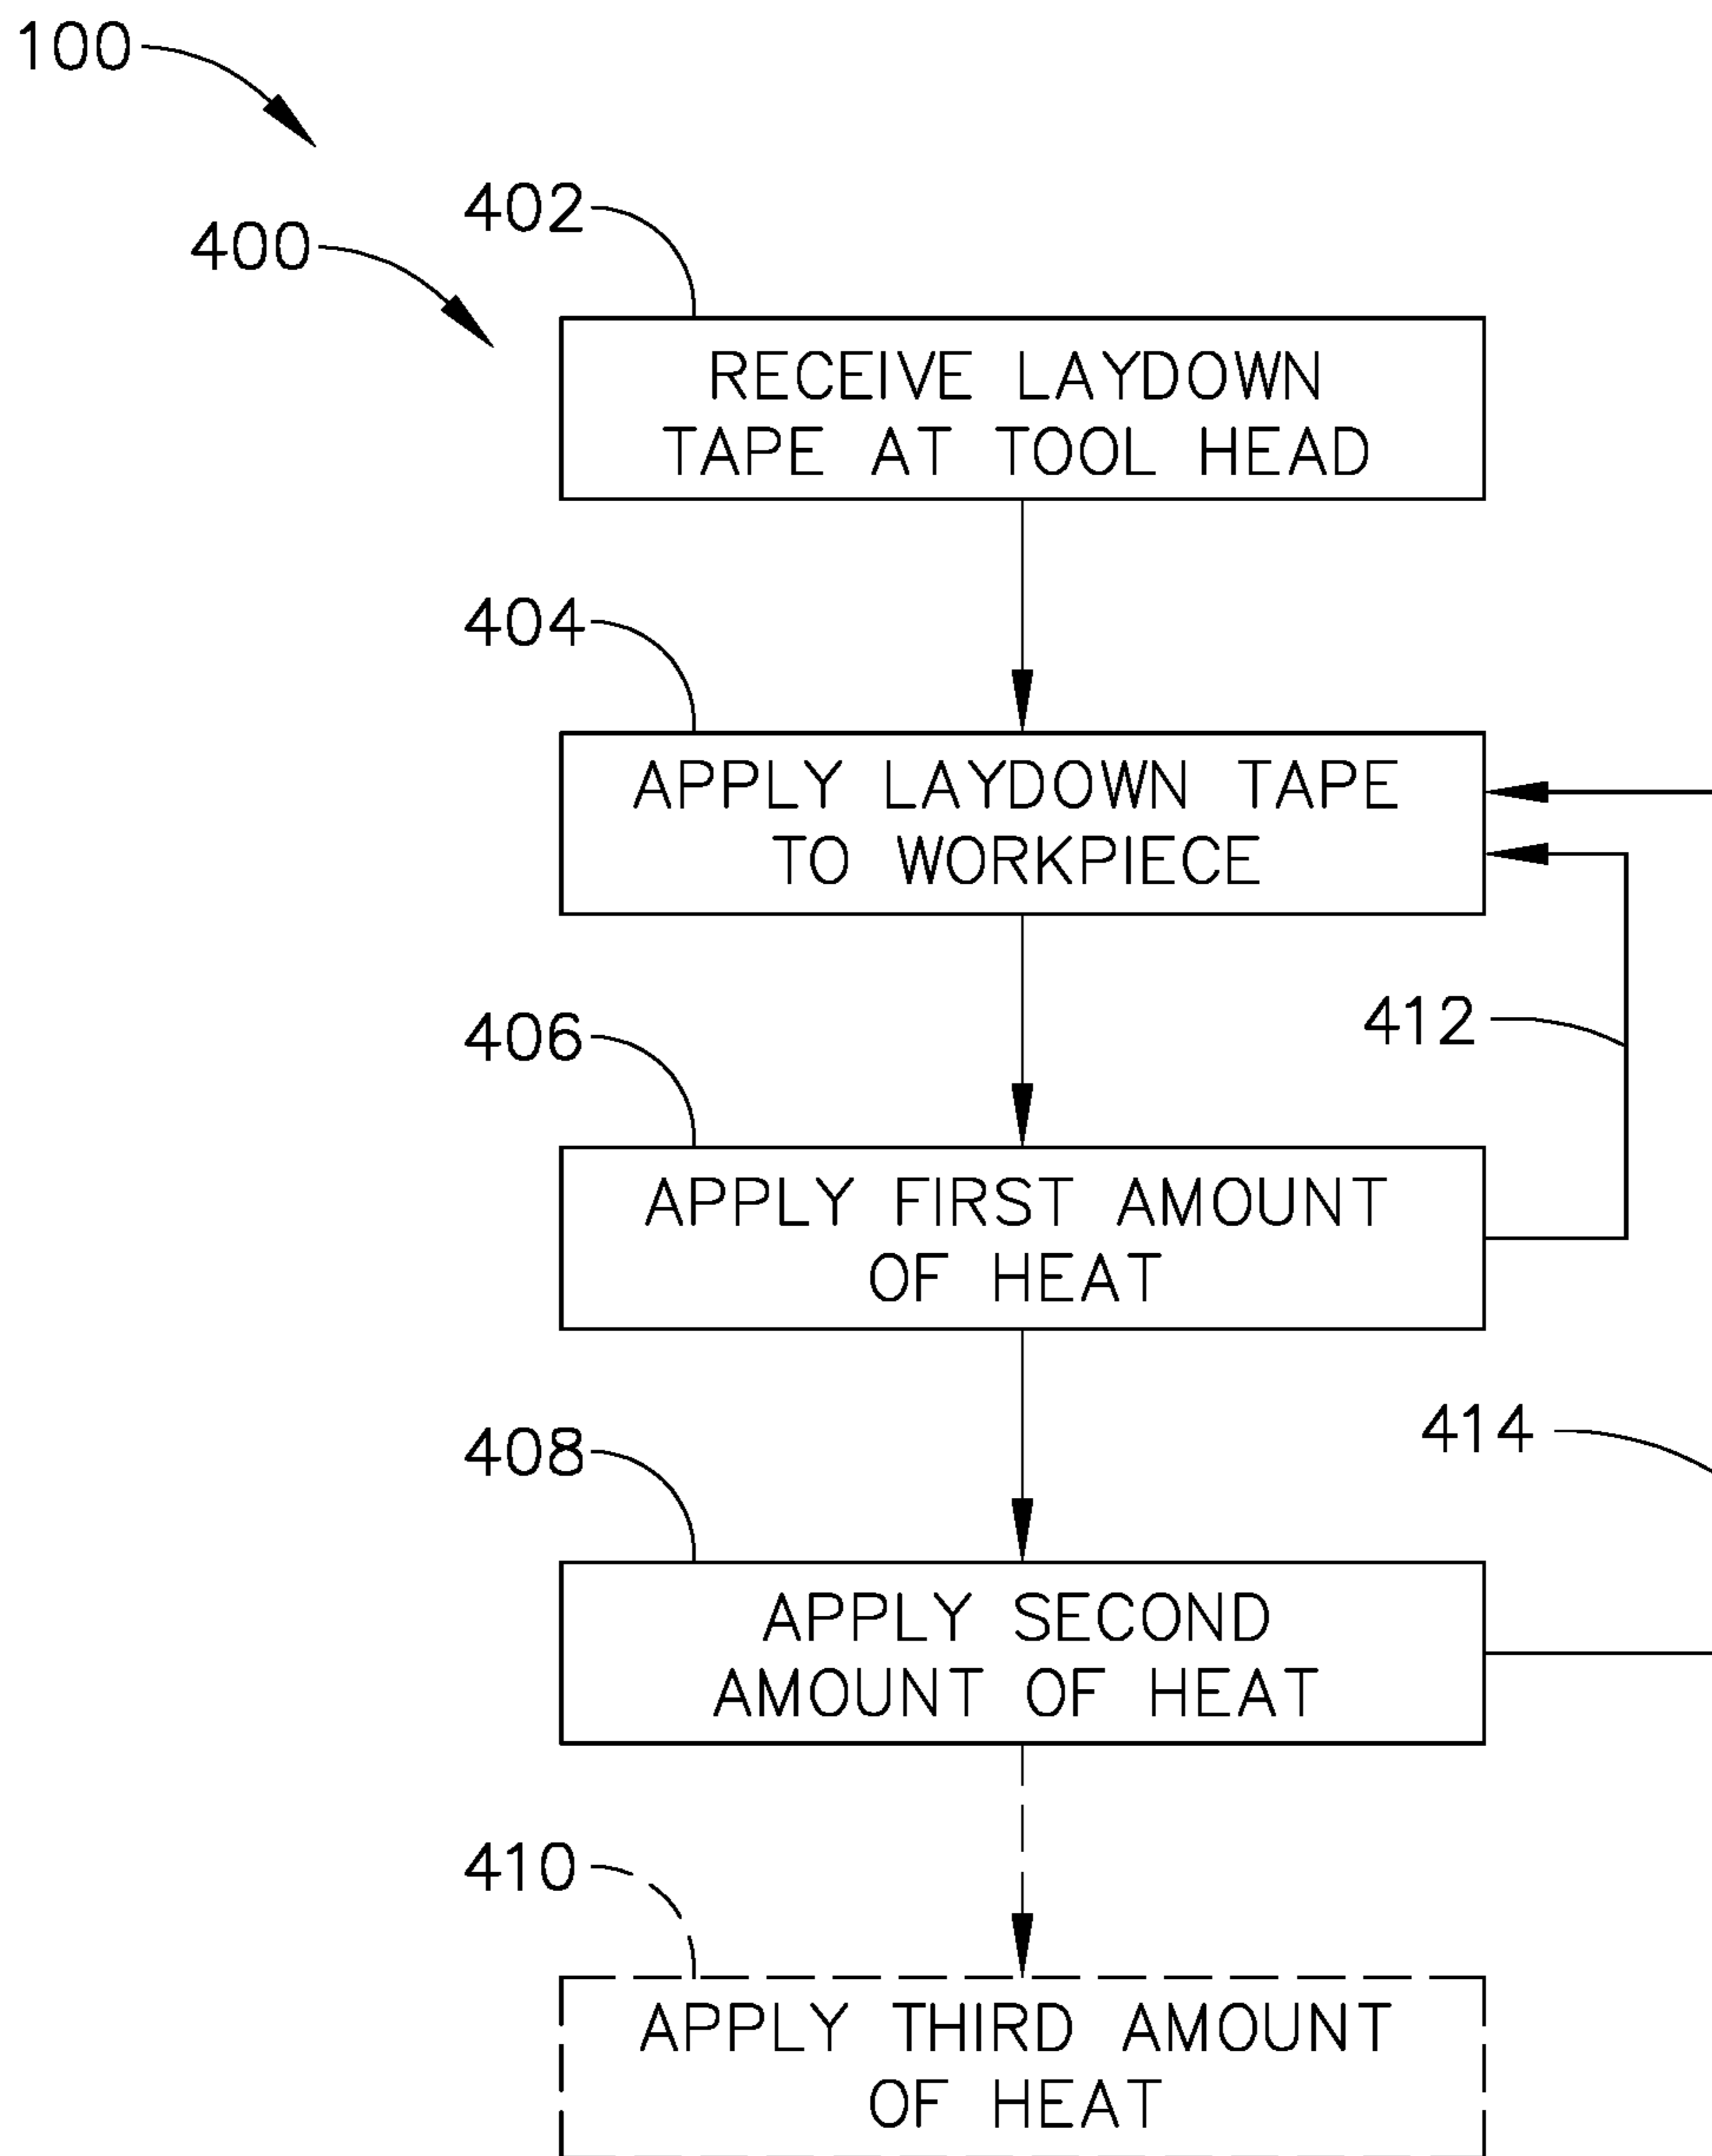 100
402
400
RECEIVE LAYDOWN
TAPE AT TOOL HEAD
404
APPLY LAYDOWN TAPE
TO WORKPIECE
406
412
APPLY FIRST AMOUNT
OF HEAT
408
414
APPLY SECOND
AMOUNT OF HEAT
410
APPLY THIRD AMOUNT
OF HEAT